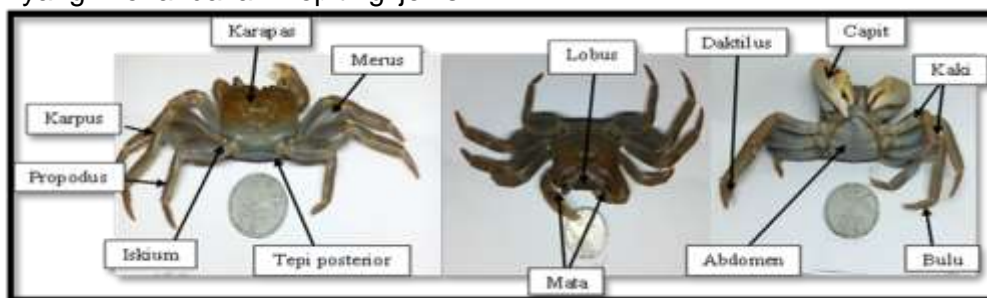 Karapas
Merus
Karpus
Propodus
Iskium
Tepi posterior
Lobus
Mata
Daktilus
Capit
Kaki
Abdomen
Bulu